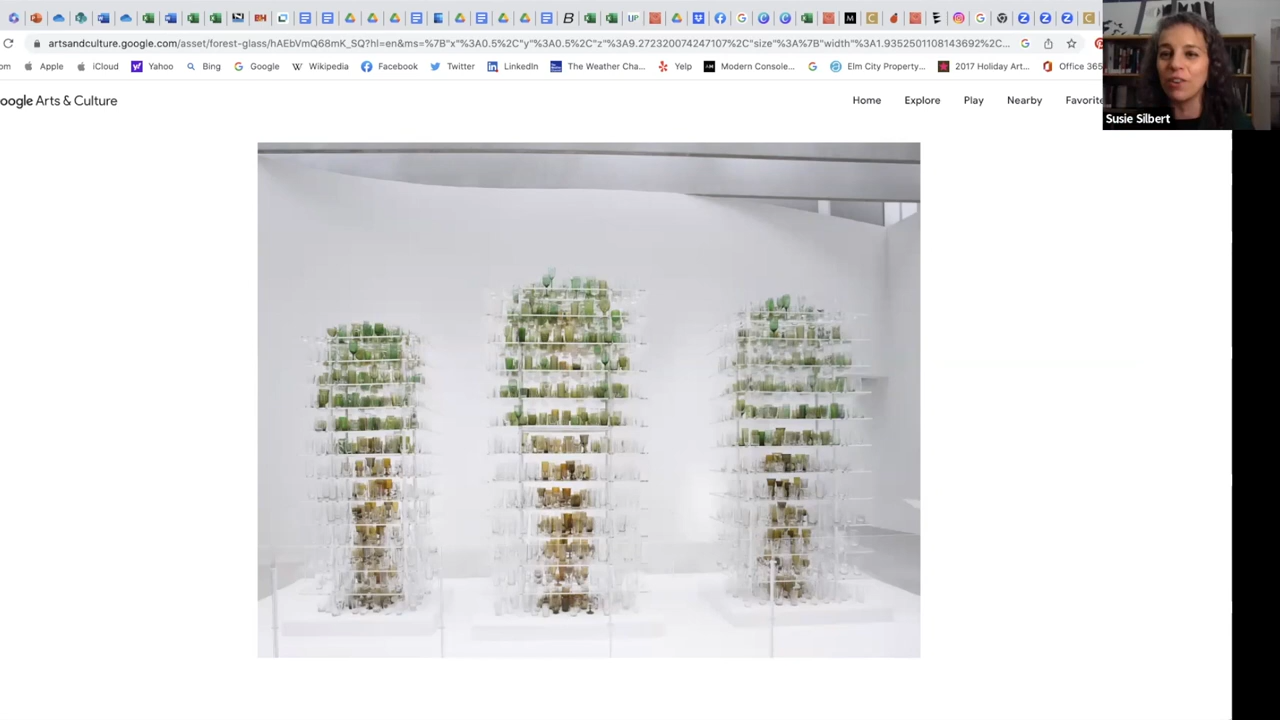 BH
UP
B
M
C
artsandculture.google.com/asset/forest-glass/hAEbVmQ68mK_SQ?hl=en&ms=%7B"x"%3A0.5%2C"y"%3A0.5%2C"z"%3A9.272320074247107%2C"size"%3A%7B"width"%3A1.9352501108143692%2C...
om Apple iCloud Yahoo Bing Google Wikipedia Facebook Twitter LinkedIn The Weather Cha... Yelp Modern Console... Elm City Property... 2017 Holiday Art... Office 365
oogle Arts & Culture
Home Explore Play Nearby Favorite
Susie Silbert